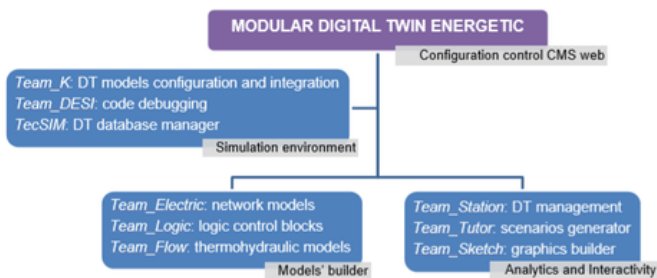 MODULAR DIGITAL TWIN ENERGETIC
Configuration control CMS web
Team_K: DT models configuration and integration
Team_DESI: code debugging
TecSIM: DT database manager
Simulation environment
Team_Electric: network models
Team_Logic: logic control blocks
Team_Flow: thermohydraulic models
Models' builder
Team_Station: DT management
Team_Tutor: scenarios generator
Team_Sketch: graphics builder
Analytics and Interactivity